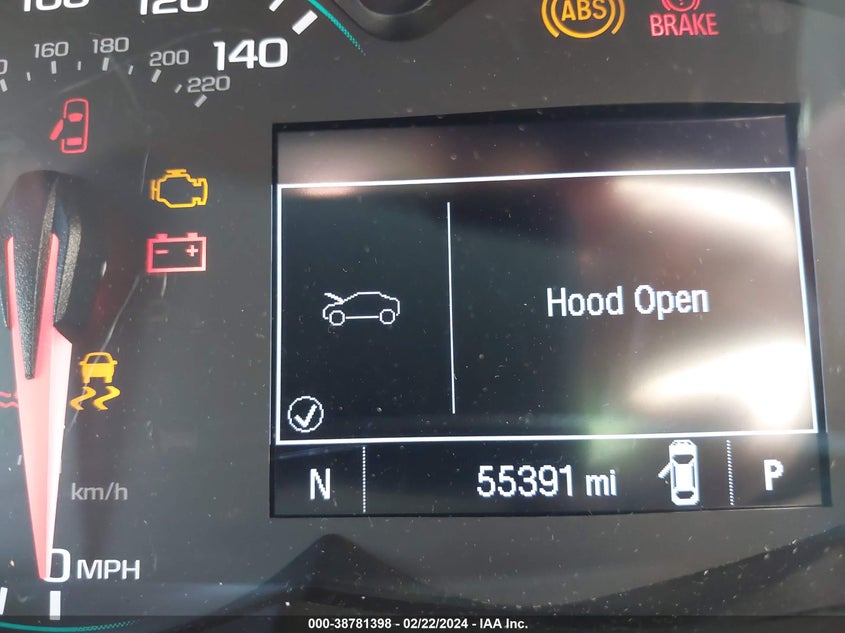 120
140
160
180
200
220
ABS
BRAKE
- +
Hood Open
N
55391 mi
P
km/h
0 MPH
000-38781398 - 02/22/2024 - IAA Inc.